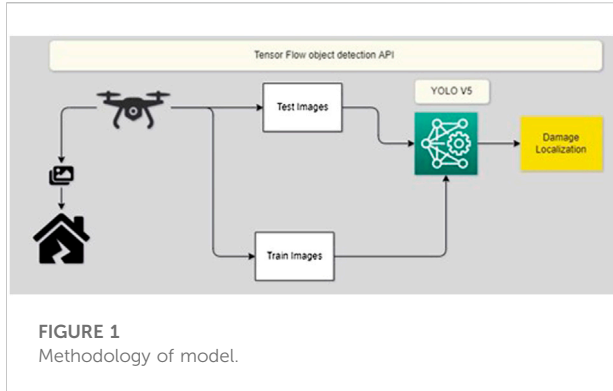 Tensor Flow object detection API
YOLO V5
Test Images
Damage
Localization
Train Images
FIGURE 1
Methodology of model.